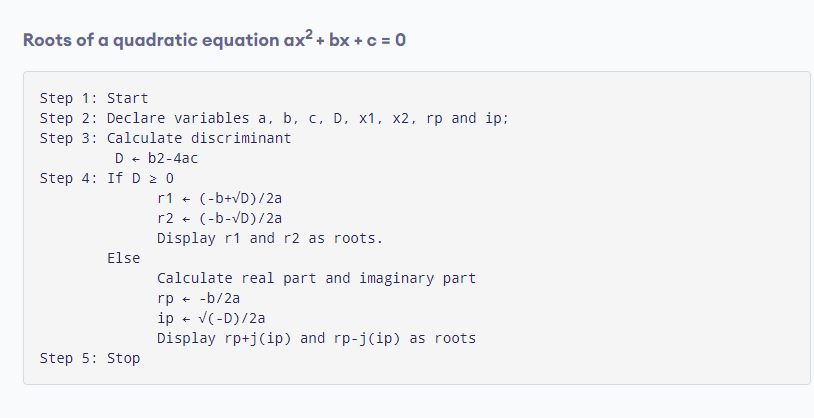 Roots of a quadratic equation ax² + bx + c = 0
Step 1: Start
Step 2: Declare variables a, b, c, D, x1, x2, rp and ip;
Step 3: Calculate discriminant
D ← b2-4ac
Step 4: If D ≥ 0
r1 ← (-b+√D)/2a
r2 ← (-b-√D)/2a
Display r1 and r2 as roots.
Else
Calculate real part and imaginary part
rp ← -b/2a
ip ← √(-D)/2a
Display rp+j(ip) and rp-j(ip) as roots
Step 5: Stop